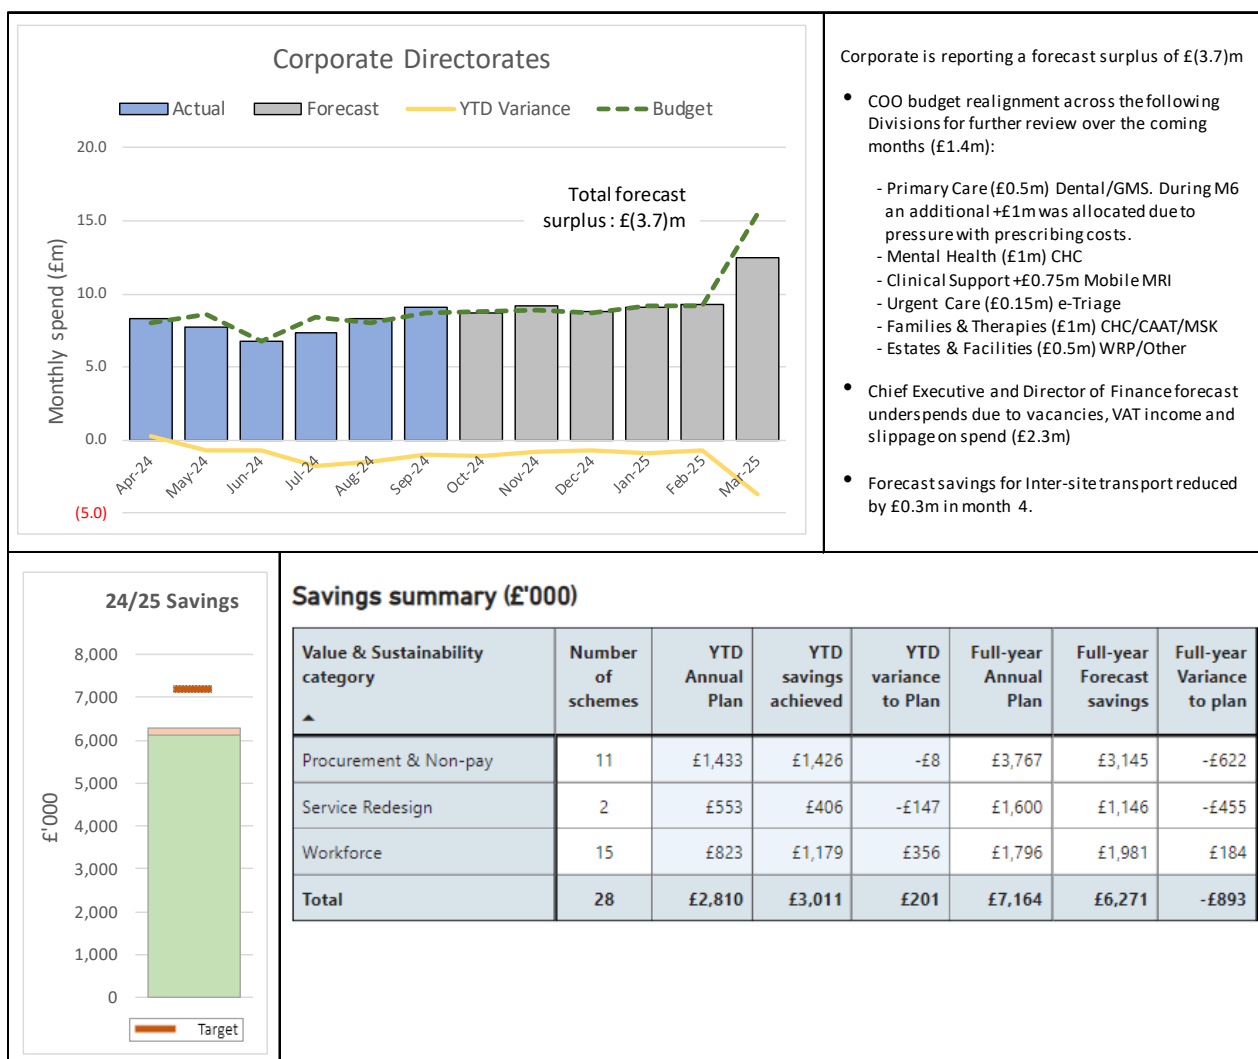 Corporate Directorates
Actual Forecast YTD Variance Budget
20.0
15.0
10.0
5.0
0.0
(5.0)
Monthly spend (£m)
Total forecast
surplus : £(3.7)m
Apr-24 May-24 Jun-24 Jul-24 Aug-24 Sep-24 Oct-24 Nov-24 Dec-24 Jan-25 Feb-25 Mar-25
Corporate is reporting a forecast surplus of £(3.7)m
• COO budget realignment across the following
Divisions for further review over the coming
months (£1.4m):
- Primary Care (£0.5m) Dental/GMS. During M6
an additional +£1m was allocated due to
pressure with prescribing costs.
- Mental Health (£1m) CHC
- Clinical Support +£0.75m Mobile MRI
- Urgent Care (£0.15m) e-Triage
- Families & Therapies (£1m) CHC/CAAT/MSK
- Estates & Facilities (£0.5m) WRP/Other
• Chief Executive and Director of Finance forecast
underspends due to vacancies, VAT income and
slippage on spend (£2.3m)
• Forecast savings for Inter-site transport reduced
by £0.3m in month 4.
24/25 Savings
8,000
7,000
6,000
5,000
4,000
3,000
2,000
1,000
0
£'000
Target
Savings summary (£'000)
Value & Sustainability category Number of schemes YTD Annual Plan YTD savings achieved YTD variance to Plan Full-year Annual Plan Full-year Forecast savings Full-year Variance to plan
Procurement & Non-pay 11 £1,433 £1,426 -£8 £3,767 £3,145 -£622
Service Redesign 2 £553 £406 -£147 £1,600 £1,146 -£455
Workforce 15 £823 £1,179 £356 £1,796 £1,981 £184
Total 28 £2,810 £3,011 £201 £7,164 £6,271 -£893